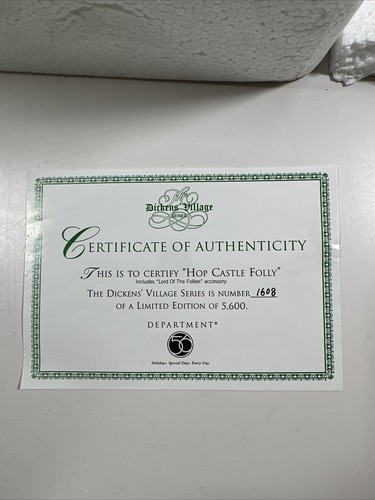 The
Dickens' Village
SERIES
CERTIFICATE OF AUTHENTICITY
THIS IS TO CERTIFY "HOP CASTLE FOLLY"
Includes "Lord Of The Follies" accessory
THE DICKENS' VILLAGE SERIES IS NUMBER 1608
OF A LIMITED EDITION OF 5,600.
DEPARTMENT®
56
Holidays. Special Days. Every Day.